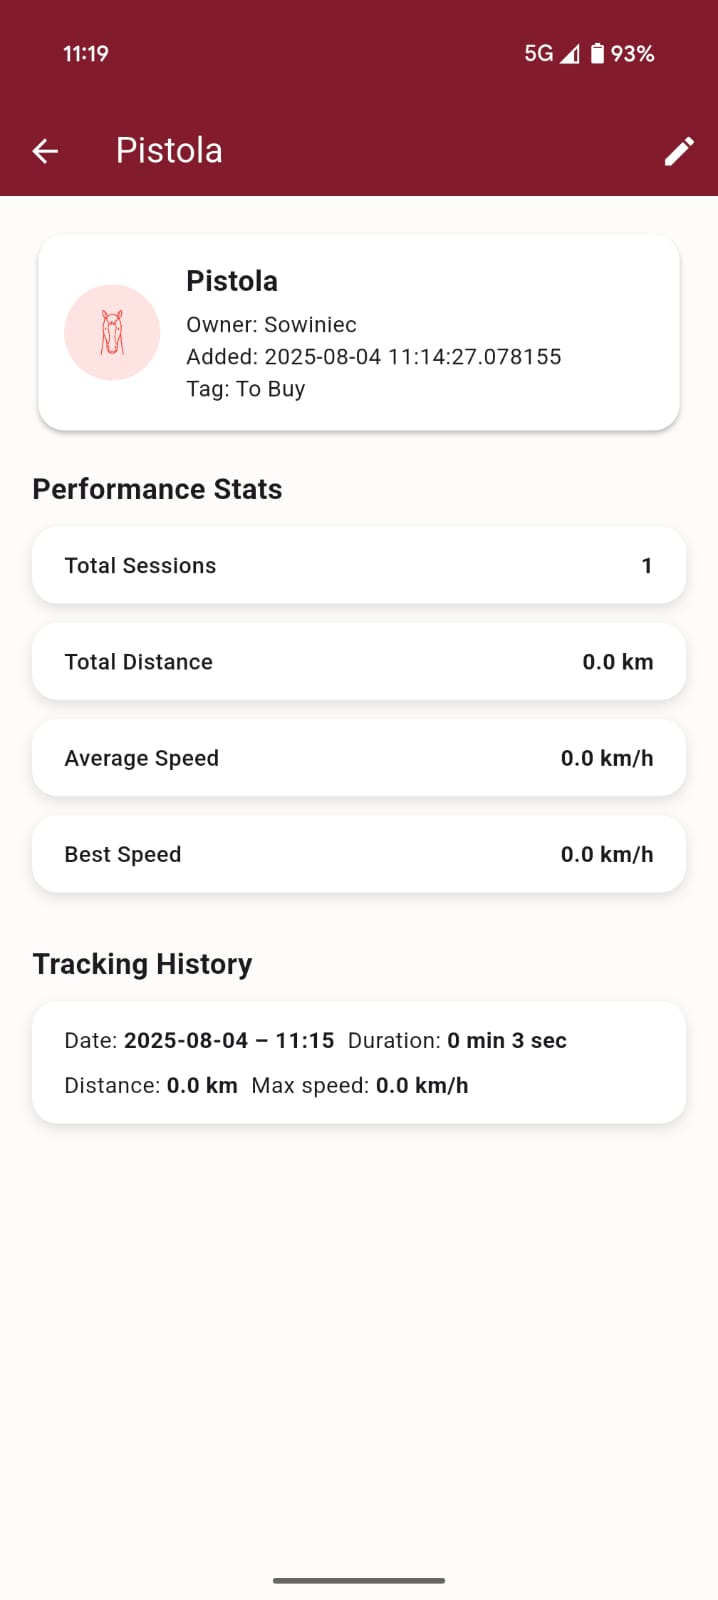 11:19 5G 93%
Pistola
Pistola
Owner: Sowiniec
Added: 2025-08-04 11:14:27.078155
Tag: To Buy
Performance Stats
Total Sessions 1
Total Distance 0.0 km
Average Speed 0.0 km/h
Best Speed 0.0 km/h
Tracking History
Date: 2025-08-04 – 11:15 Duration: 0 min 3 sec
Distance: 0.0 km Max speed: 0.0 km/h